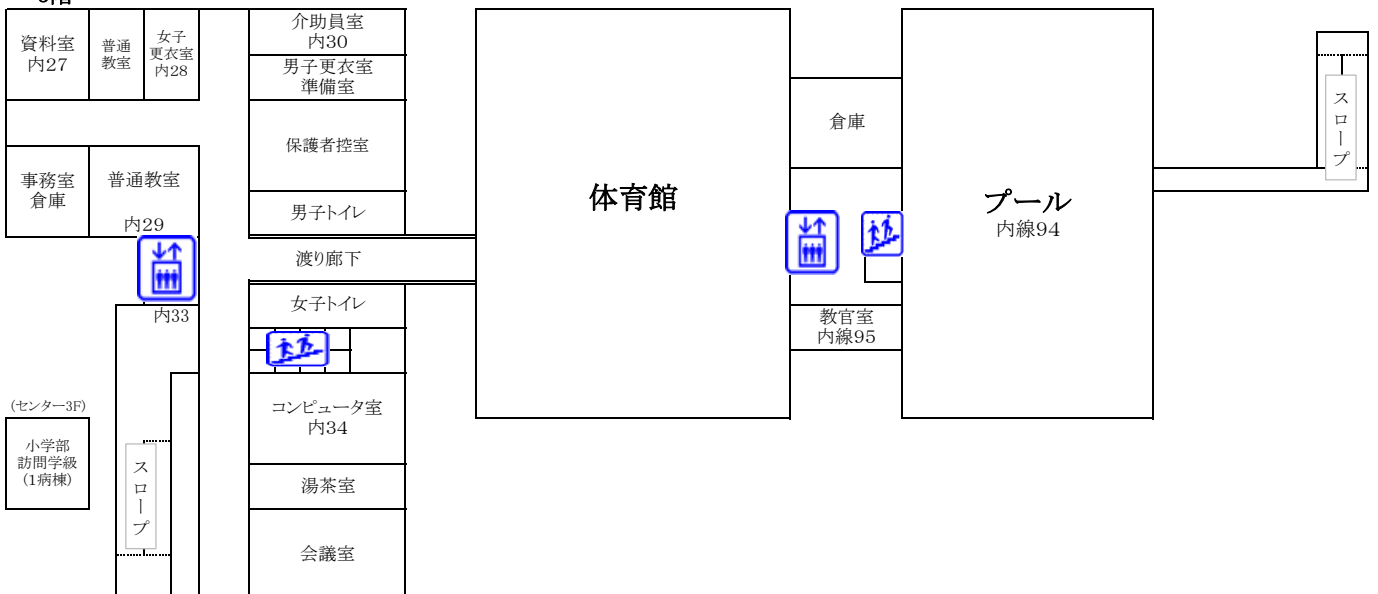 資料室
内27
普通
教室
女子
更衣室
内28
介助員室
内30
男子更衣室
準備室
保護者控室
事務室
倉庫
普通教室
内29
男子トイレ
渡り廊下
女子トイレ
内33
体育館
倉庫
プール
内線94
教官室
内線95
スロープ
コンピュータ室
内34
湯茶室
会議室
(センター3F)
小学部
訪問学級
(1病棟)
スロープ